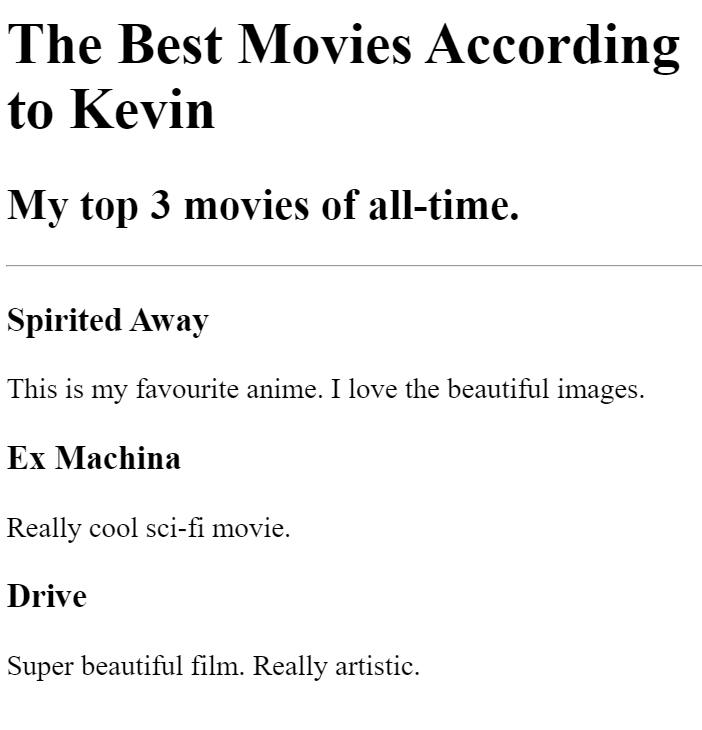 The Best Movies According
to Kevin
My top 3 movies of all-time.
Spirited Away
This is my favourite anime. I love the beautiful images.
Ex Machina
Really cool sci-fi movie.
Drive
Super beautiful film. Really artistic.